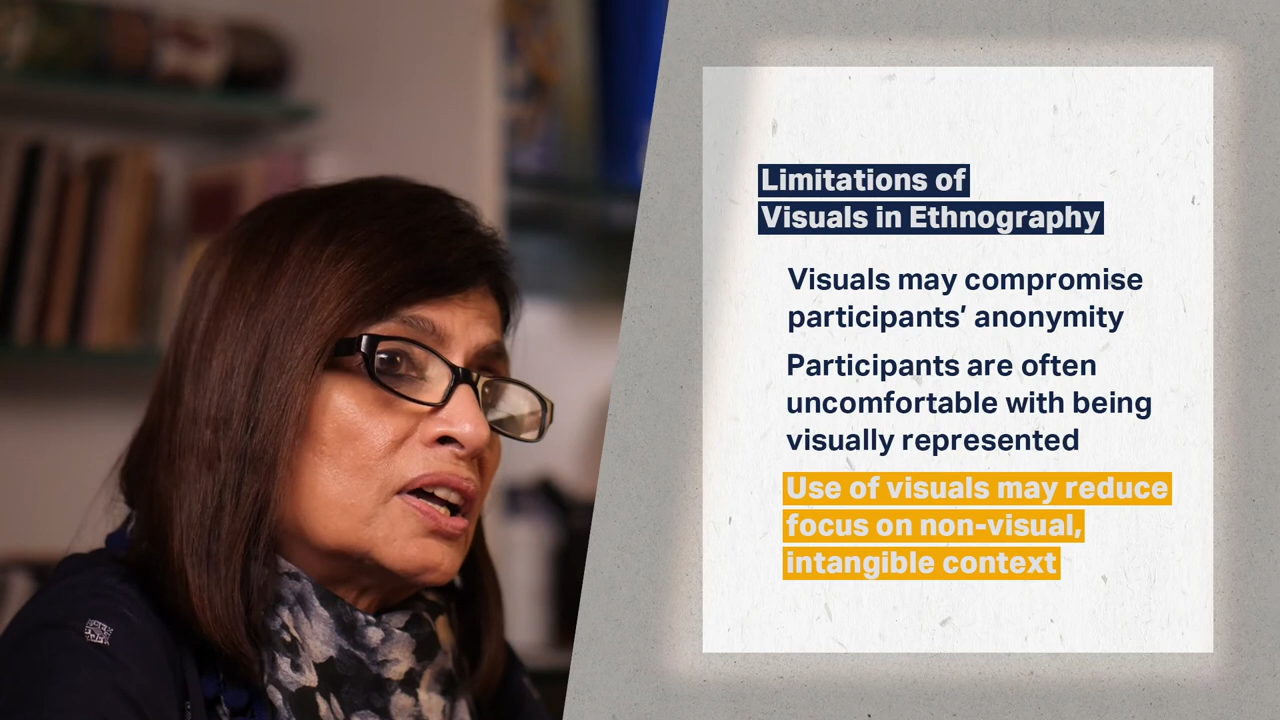 Limitations of
Visuals in Ethnography
Visuals may compromise
participants’ anonymity
Participants are often
uncomfortable with being
visually represented
Use of visuals may reduce
focus on non-visual,
intangible context